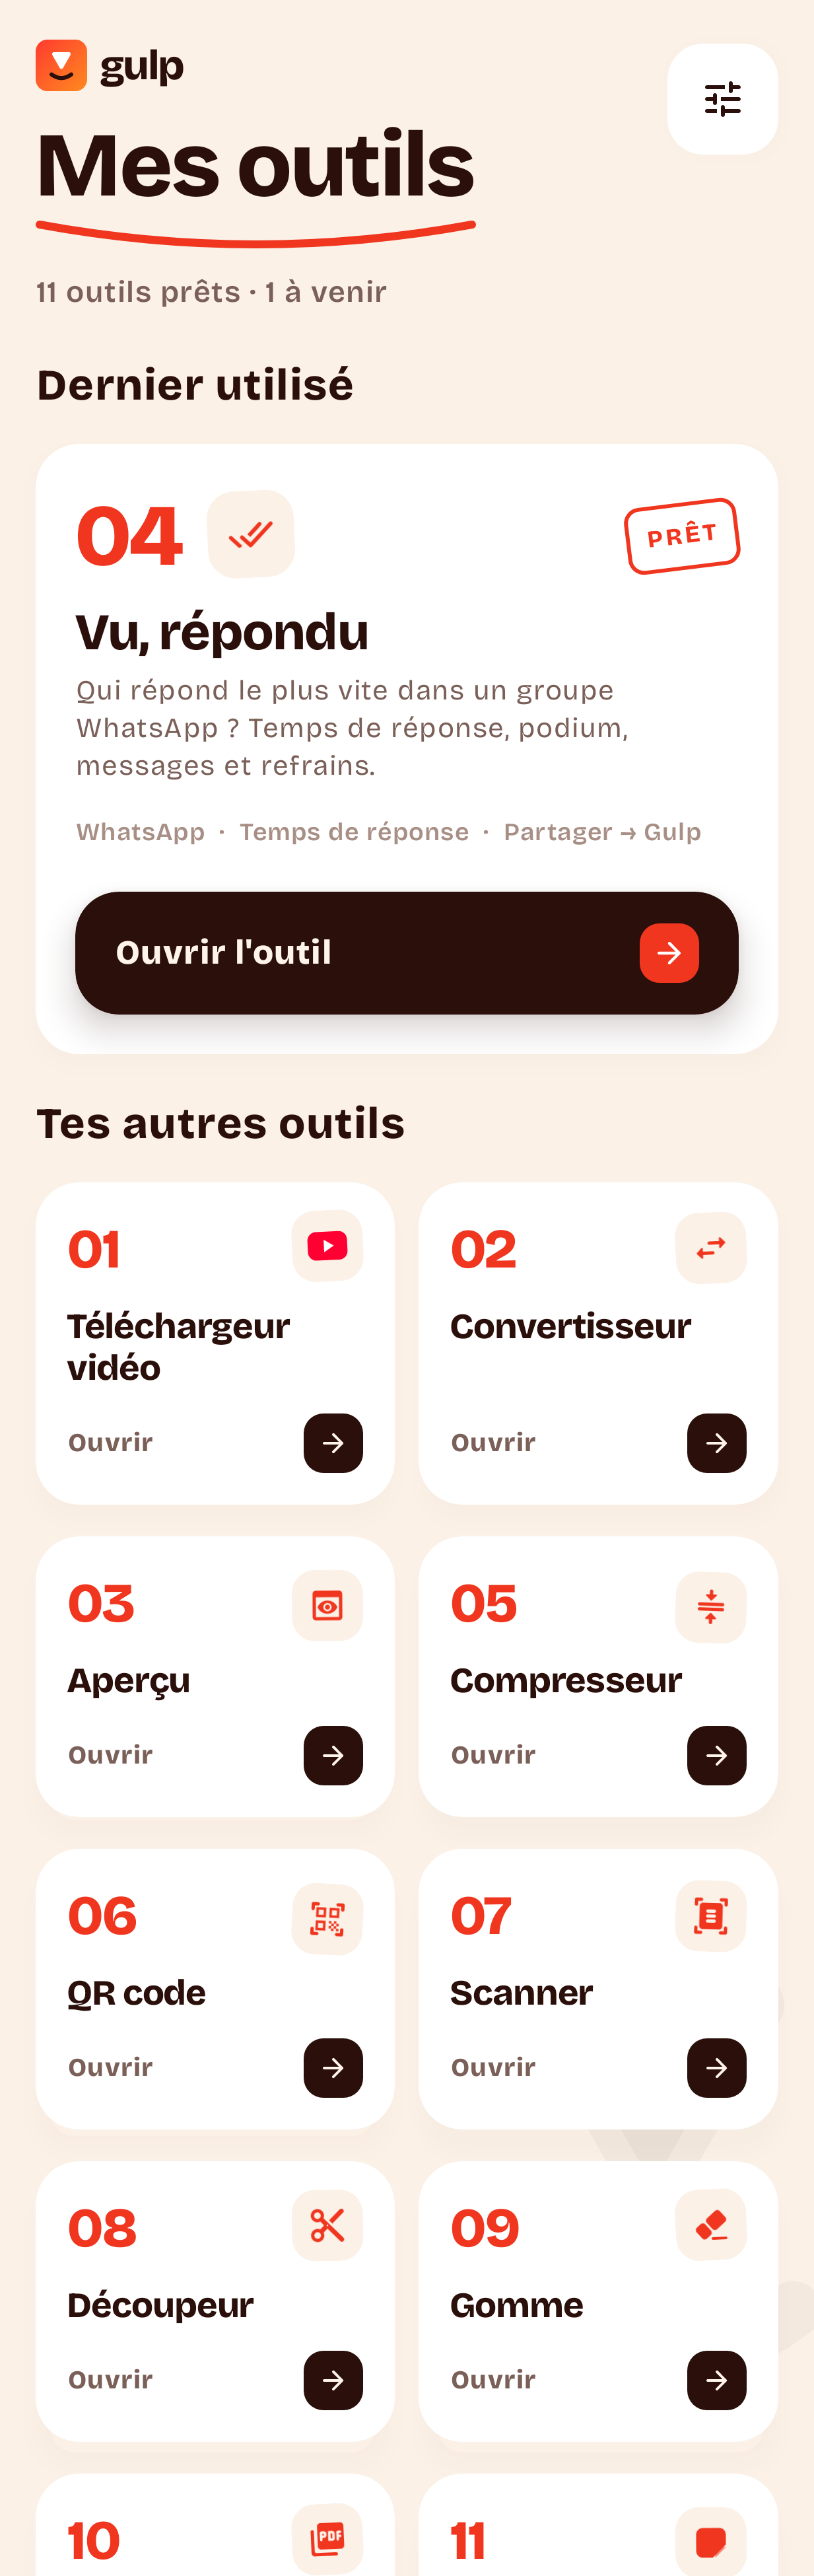 gulp
Mes outils
11 outils prêts · 1 à venir
Dernier utilisé
04
PRÊT
Vu, répondu
Qui répond le plus vite dans un groupe
WhatsApp ? Temps de réponse, podium,
messages et refrains.
WhatsApp · Temps de réponse · Partager → Gulp
Ouvrir l'outil
Tes autres outils
01
Téléchargeur
vidéo
Ouvrir
02
Convertisseur
Ouvrir
03
Aperçu
Ouvrir
05
Compresseur
Ouvrir
06
QR code
Ouvrir
07
Scanner
Ouvrir
08
Découpeur
Ouvrir
09
Gomme
Ouvrir
10
PDF
11